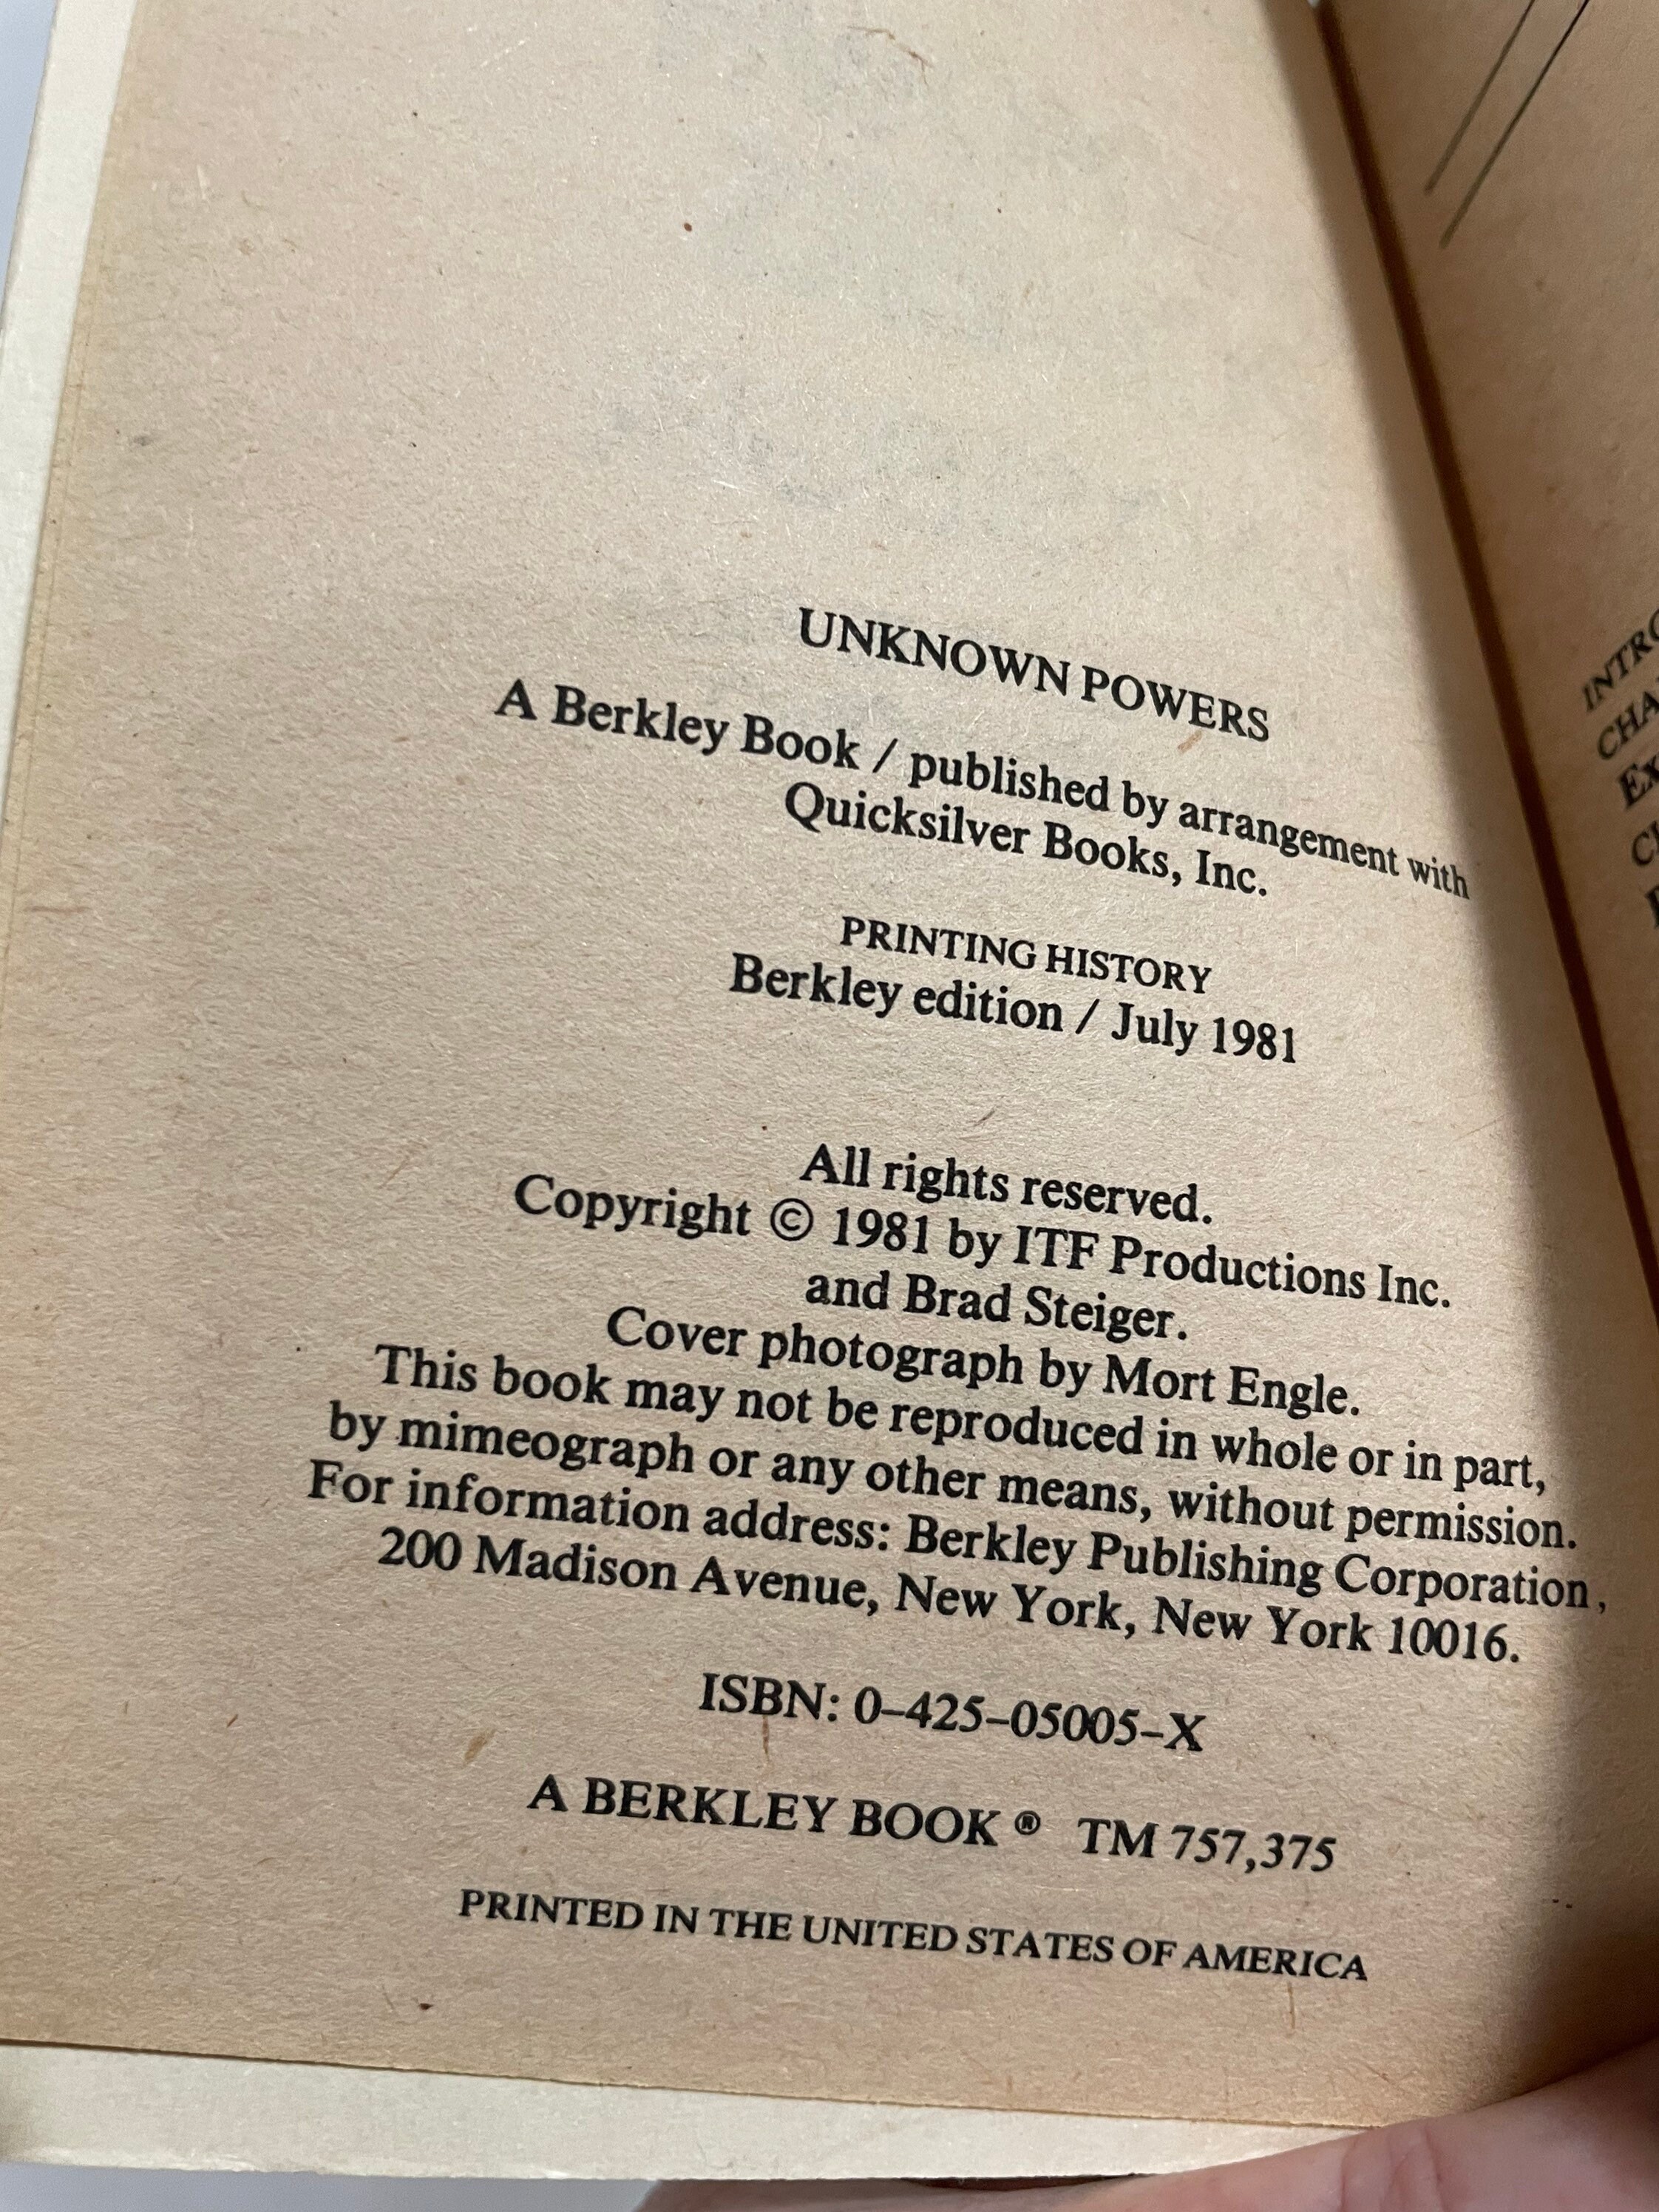 UNKNOWN POWERS
A Berkley Book / published by arrangement with
Quicksilver Books, Inc.
PRINTING HISTORY
Berkley edition / July 1981
All rights reserved.
Copyright © 1981 by ITF Productions Inc.
and Brad Steiger.
Cover photograph by Mort Engle.
This book may not be reproduced in whole or in part,
by mimeograph or any other means, without permission.
For information address: Berkley Publishing Corporation,
200 Madison Avenue, New York, New York 10016.
ISBN: 0-425-05005-X
A BERKLEY BOOK ® TM 757,375
PRINTED IN THE UNITED STATES OF AMERICA